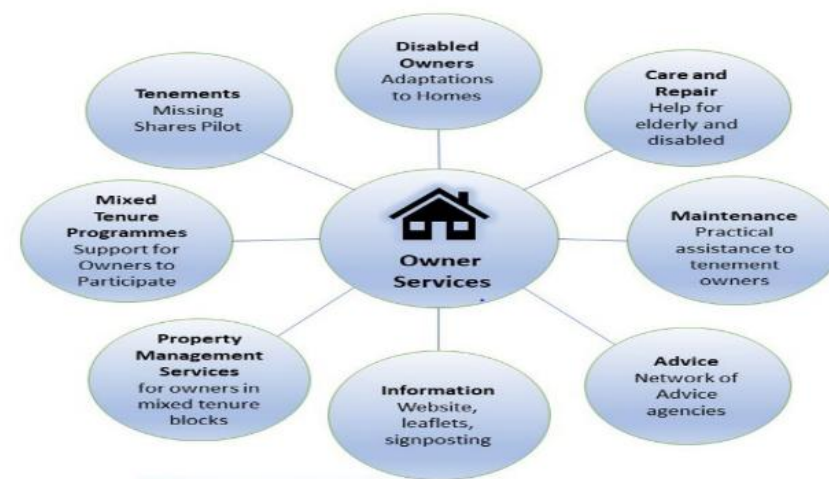 Disabled
Owners
Adaptations
to Homes
Care and
Repair
Help for
elderly and
disabled
Maintenance
Practical
assistance to
tenement
owners
Advice
Network of
Advice
agencies
Information
Website,
leaflets,
signposting
Property
Management
Services
for owners in
mixed tenure
blocks
Mixed
Tenure
Programmes
Support for
Owners to
Participate
Tenements
Missing
Shares Pilot
Owner
Services